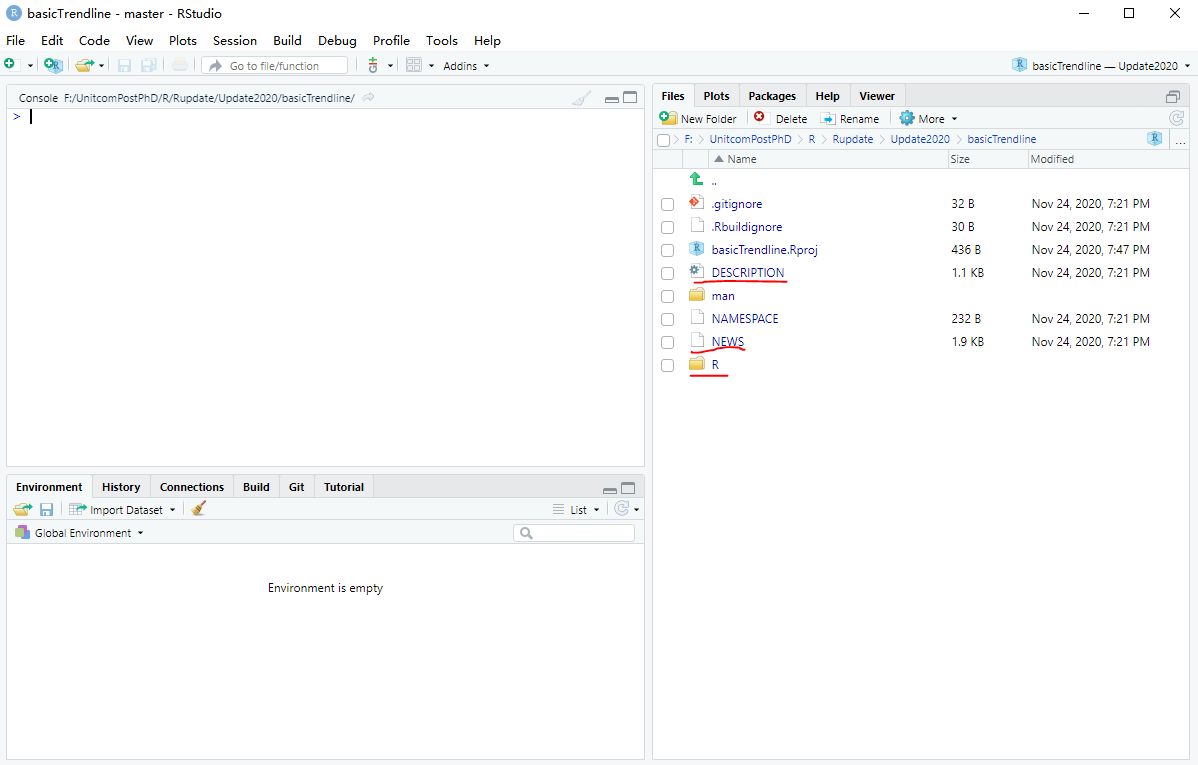 basicTrendline - master - RStudio
File Edit Code View Plots Session Build Debug Profile Tools Help
Go to file/function Addins basicTrendline — Update2020
Console F:/UnitcomPostPhD/R/Rupdate/Update2020/basicTrendline/
>
Environment History Connections Build Git Tutorial
Import Dataset List
Global Environment
Environment is empty
Files Plots Packages Help Viewer
New Folder Delete Rename More
F: UnitcomPostPhD R Rupdate Update2020 basicTrendline ...
Name Size Modified
..
.gitignore 32 B Nov 24, 2020, 7:21 PM
.Rbuildignore 30 B Nov 24, 2020, 7:21 PM
basicTrendline.Rproj 436 B Nov 24, 2020, 7:47 PM
DESCRIPTION 1.1 KB Nov 24, 2020, 7:21 PM
man
NAMESPACE 232 B Nov 24, 2020, 7:21 PM
NEWS 1.9 KB Nov 24, 2020, 7:21 PM
R